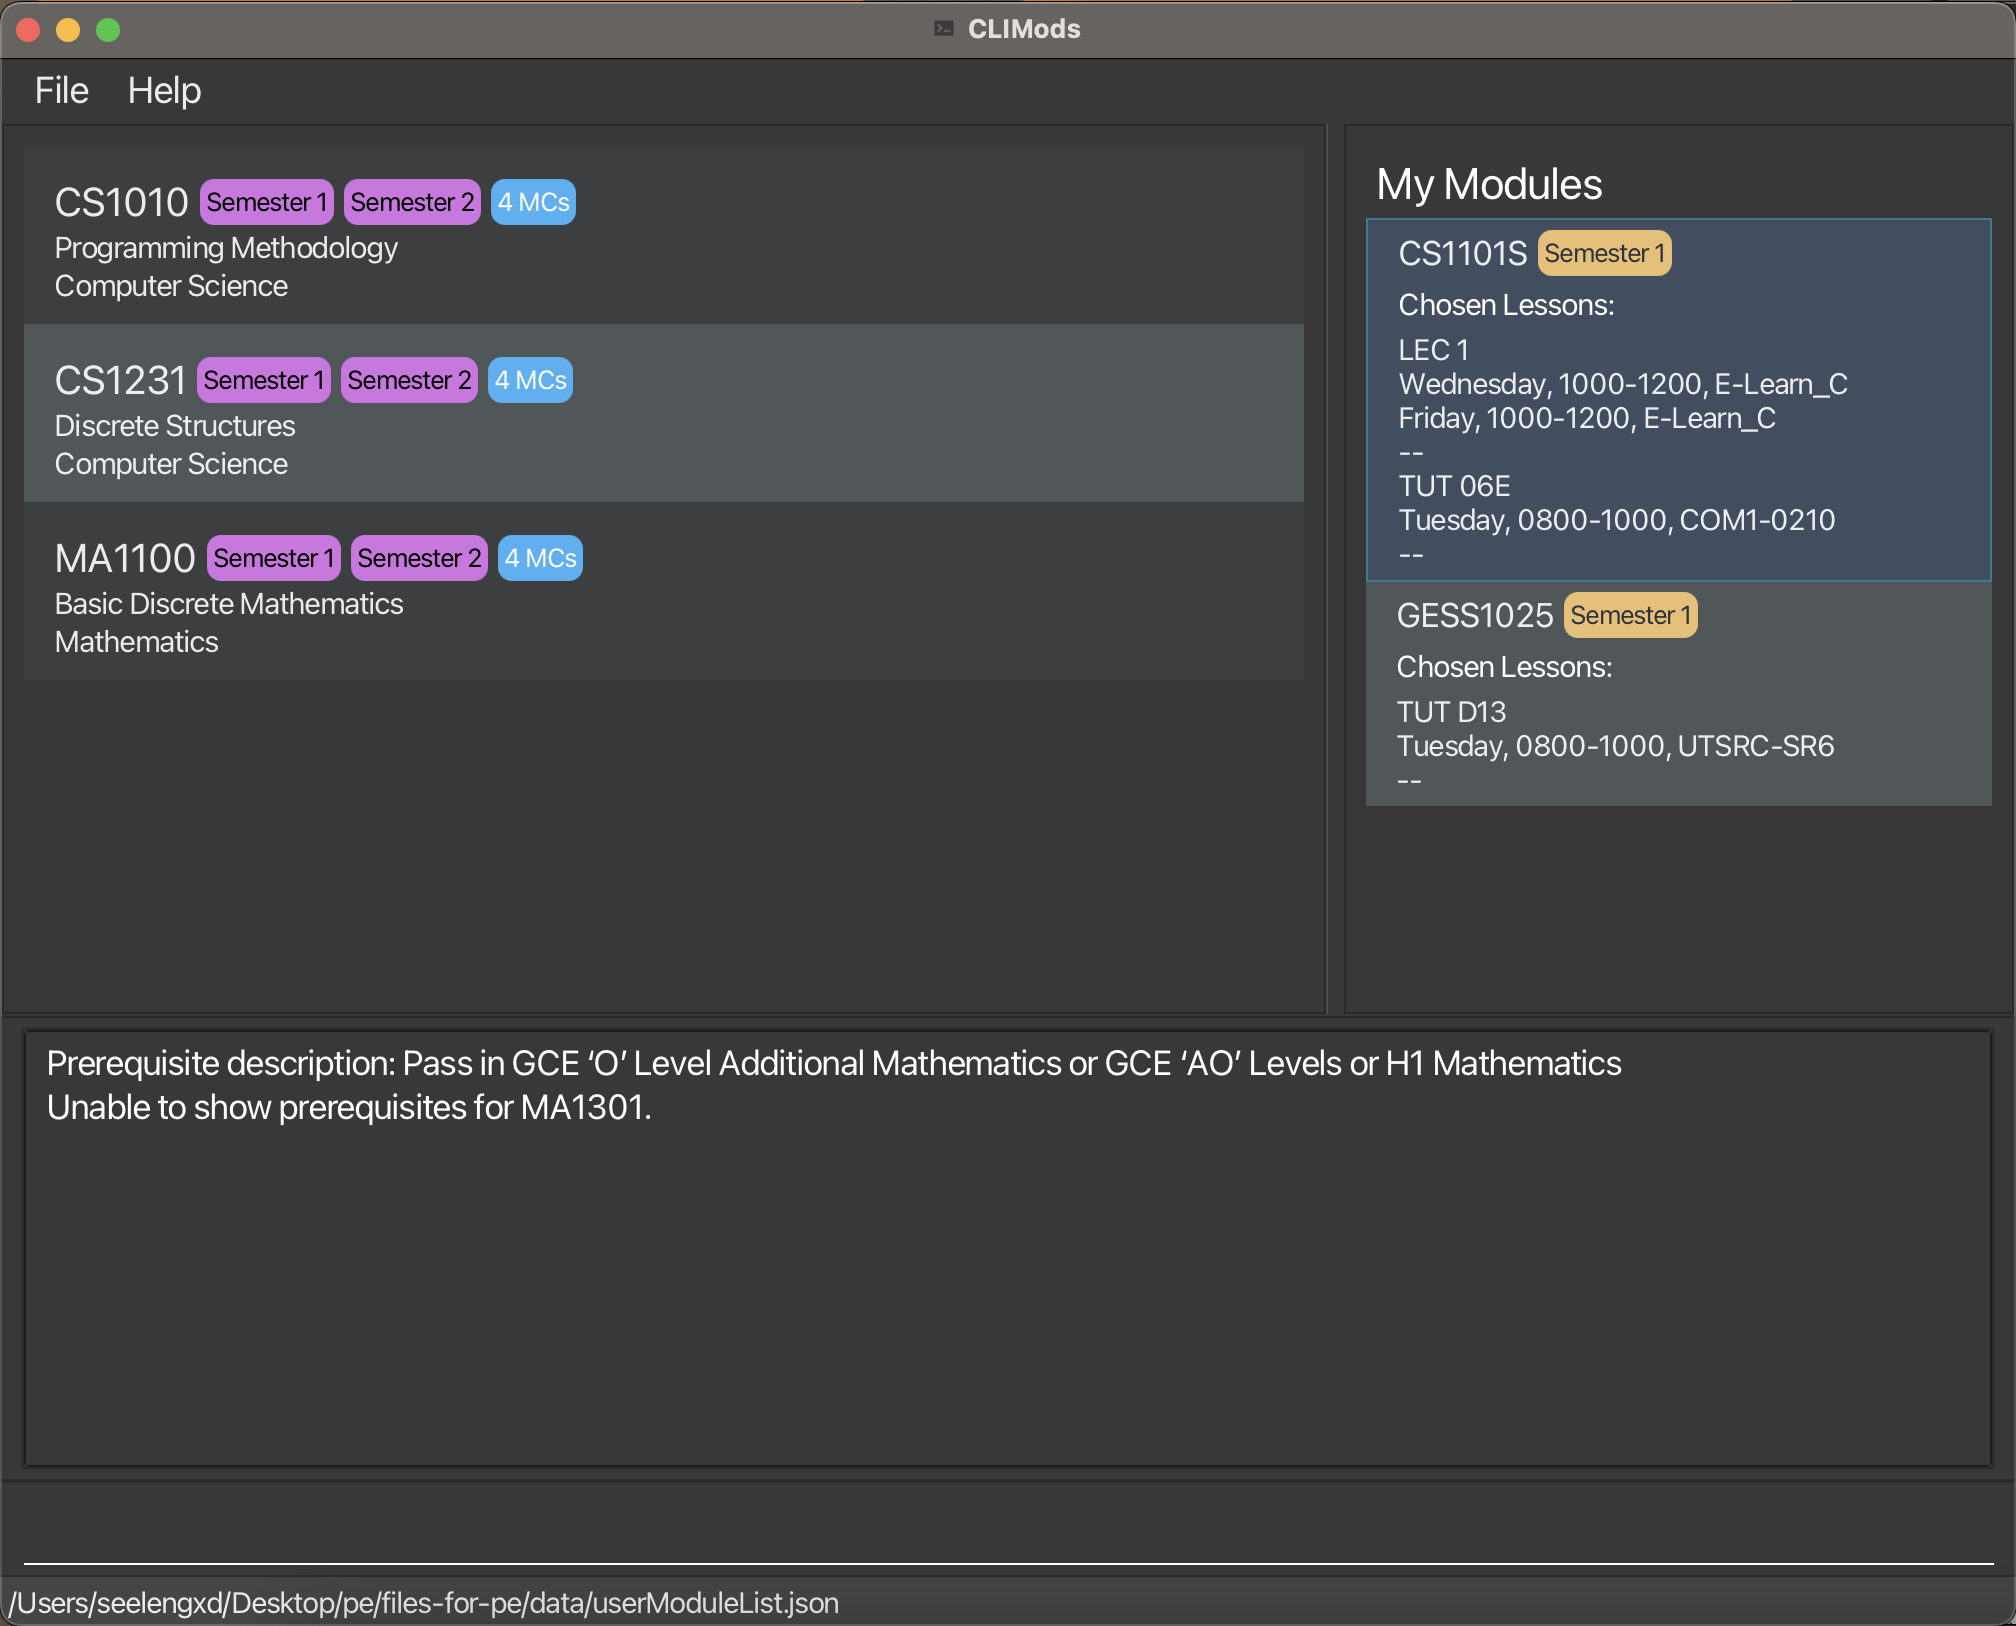 CLIMods
File Help
CS1010 Semester 1 Semester 2 4 MCs
Programming Methodology
Computer Science
CS1231 Semester 1 Semester 2 4 MCs
Discrete Structures
Computer Science
MA1100 Semester 1 Semester 2 4 MCs
Basic Discrete Mathematics
Mathematics
My Modules
CS1101S Semester 1
Chosen Lessons:
LEC 1
Wednesday, 1000-1200, E-Learn_C
Friday, 1000-1200, E-Learn_C
--
TUT 06E
Tuesday, 0800-1000, COM1-0210
--
GESS1025 Semester 1
Chosen Lessons:
TUT D13
Tuesday, 0800-1000, UTSRC-SR6
--
Prerequisite description: Pass in GCE ‘O’ Level Additional Mathematics or GCE ‘AO’ Levels or H1 Mathematics
Unable to show prerequisites for MA1301.
/Users/seelengxd/Desktop/pe/files-for-pe/data/userModuleList.json